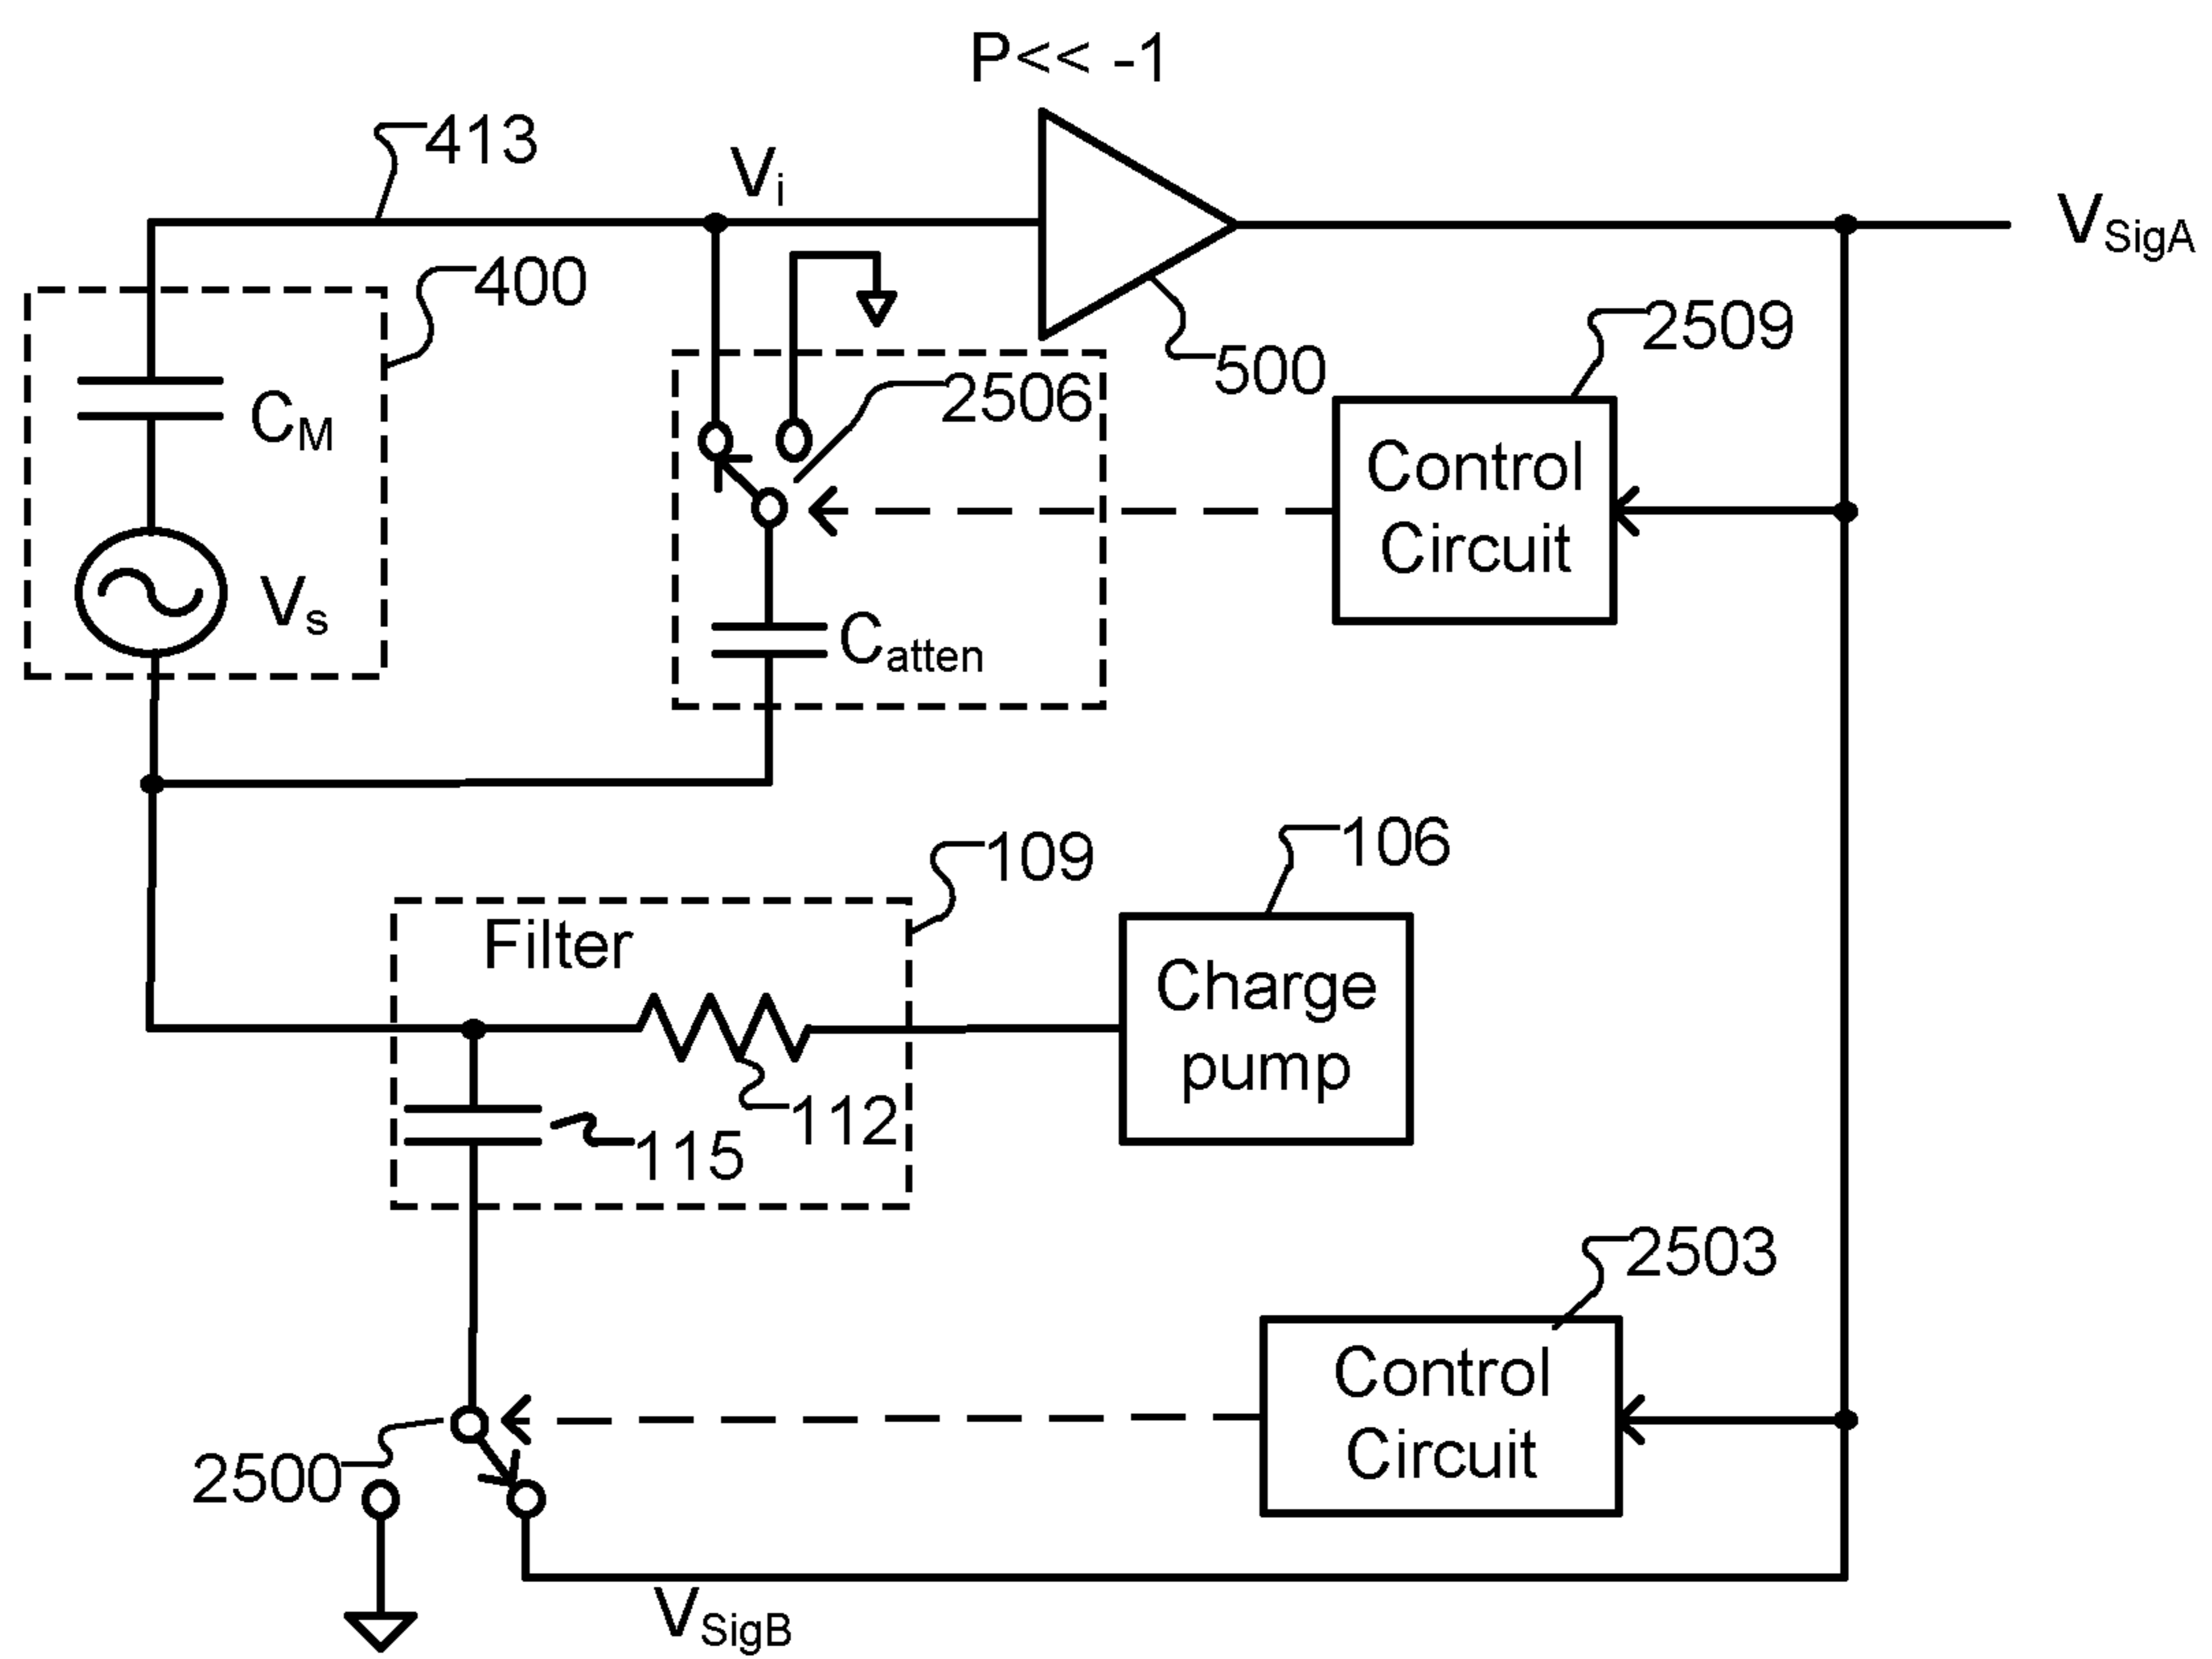 P<< -1
413
Vi
VSigA
400
2509
2506
500
CM
Control
Circuit
Vs
Catten
109
106
Filter
Charge
pump
112
115
2503
Control
Circuit
2500
VSigB